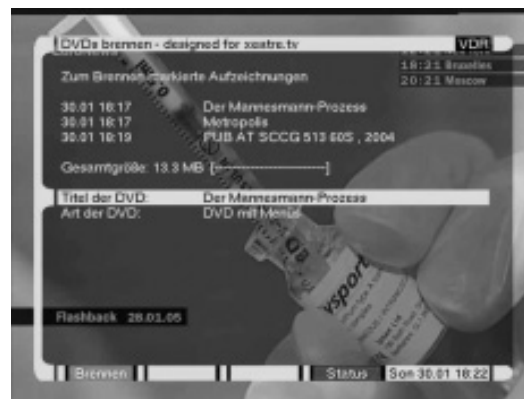 DVDs brennen - designed for xeatre.tv VDR
18:21 Bruxelles
Zum Brennen markierte Aufzeichnungen
20:21 Moscow
30.01 18:17 Der Mannesmann-Prozess
30.01 18:17 Metropolis
30.01 18:19 PUB AT SCCG 513 60S , 2004
Gesamtgröße: 13.3 MB [--------------------]
Titel der DVD: Der Mannesmann-Prozess
Art der DVD: DVD mit Menüs
Flashback 28.01.05
Brennen Status Son 30.01 18:22